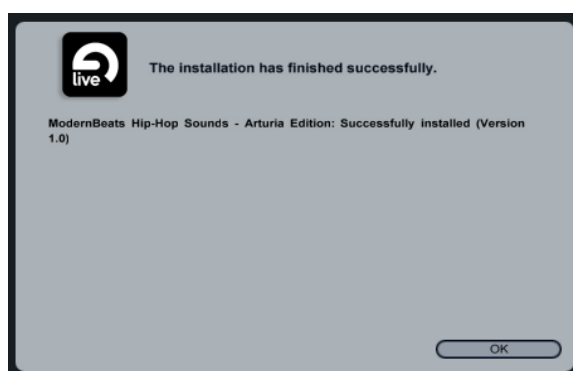 live
The installation has finished successfully.
ModernBeats Hip-Hop Sounds - Arturia Edition: Successfully installed (Version
1.0)
OK